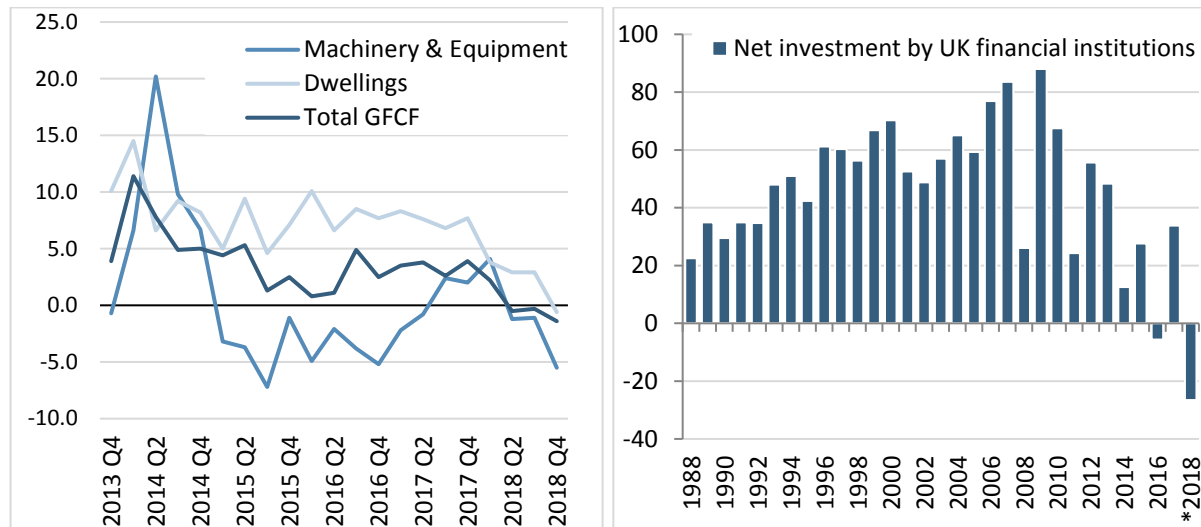 25.0
20.0
15.0
10.0
5.0
0.0
-5.0
-10.0
Machinery & Equipment
Dwellings
Total GFCF
2013 Q4
2014 Q2
2014 Q4
2015 Q2
2015 Q4
2016 Q2
2016 Q4
2017 Q2
2017 Q4
2018 Q2
2018 Q4
100
80
60
40
20
0
-20
-40
Net investment by UK financial institutions
1988
1990
1992
1994
1996
1998
2000
2002
2004
2006
2008
2010
2012
2014
2016
*2018